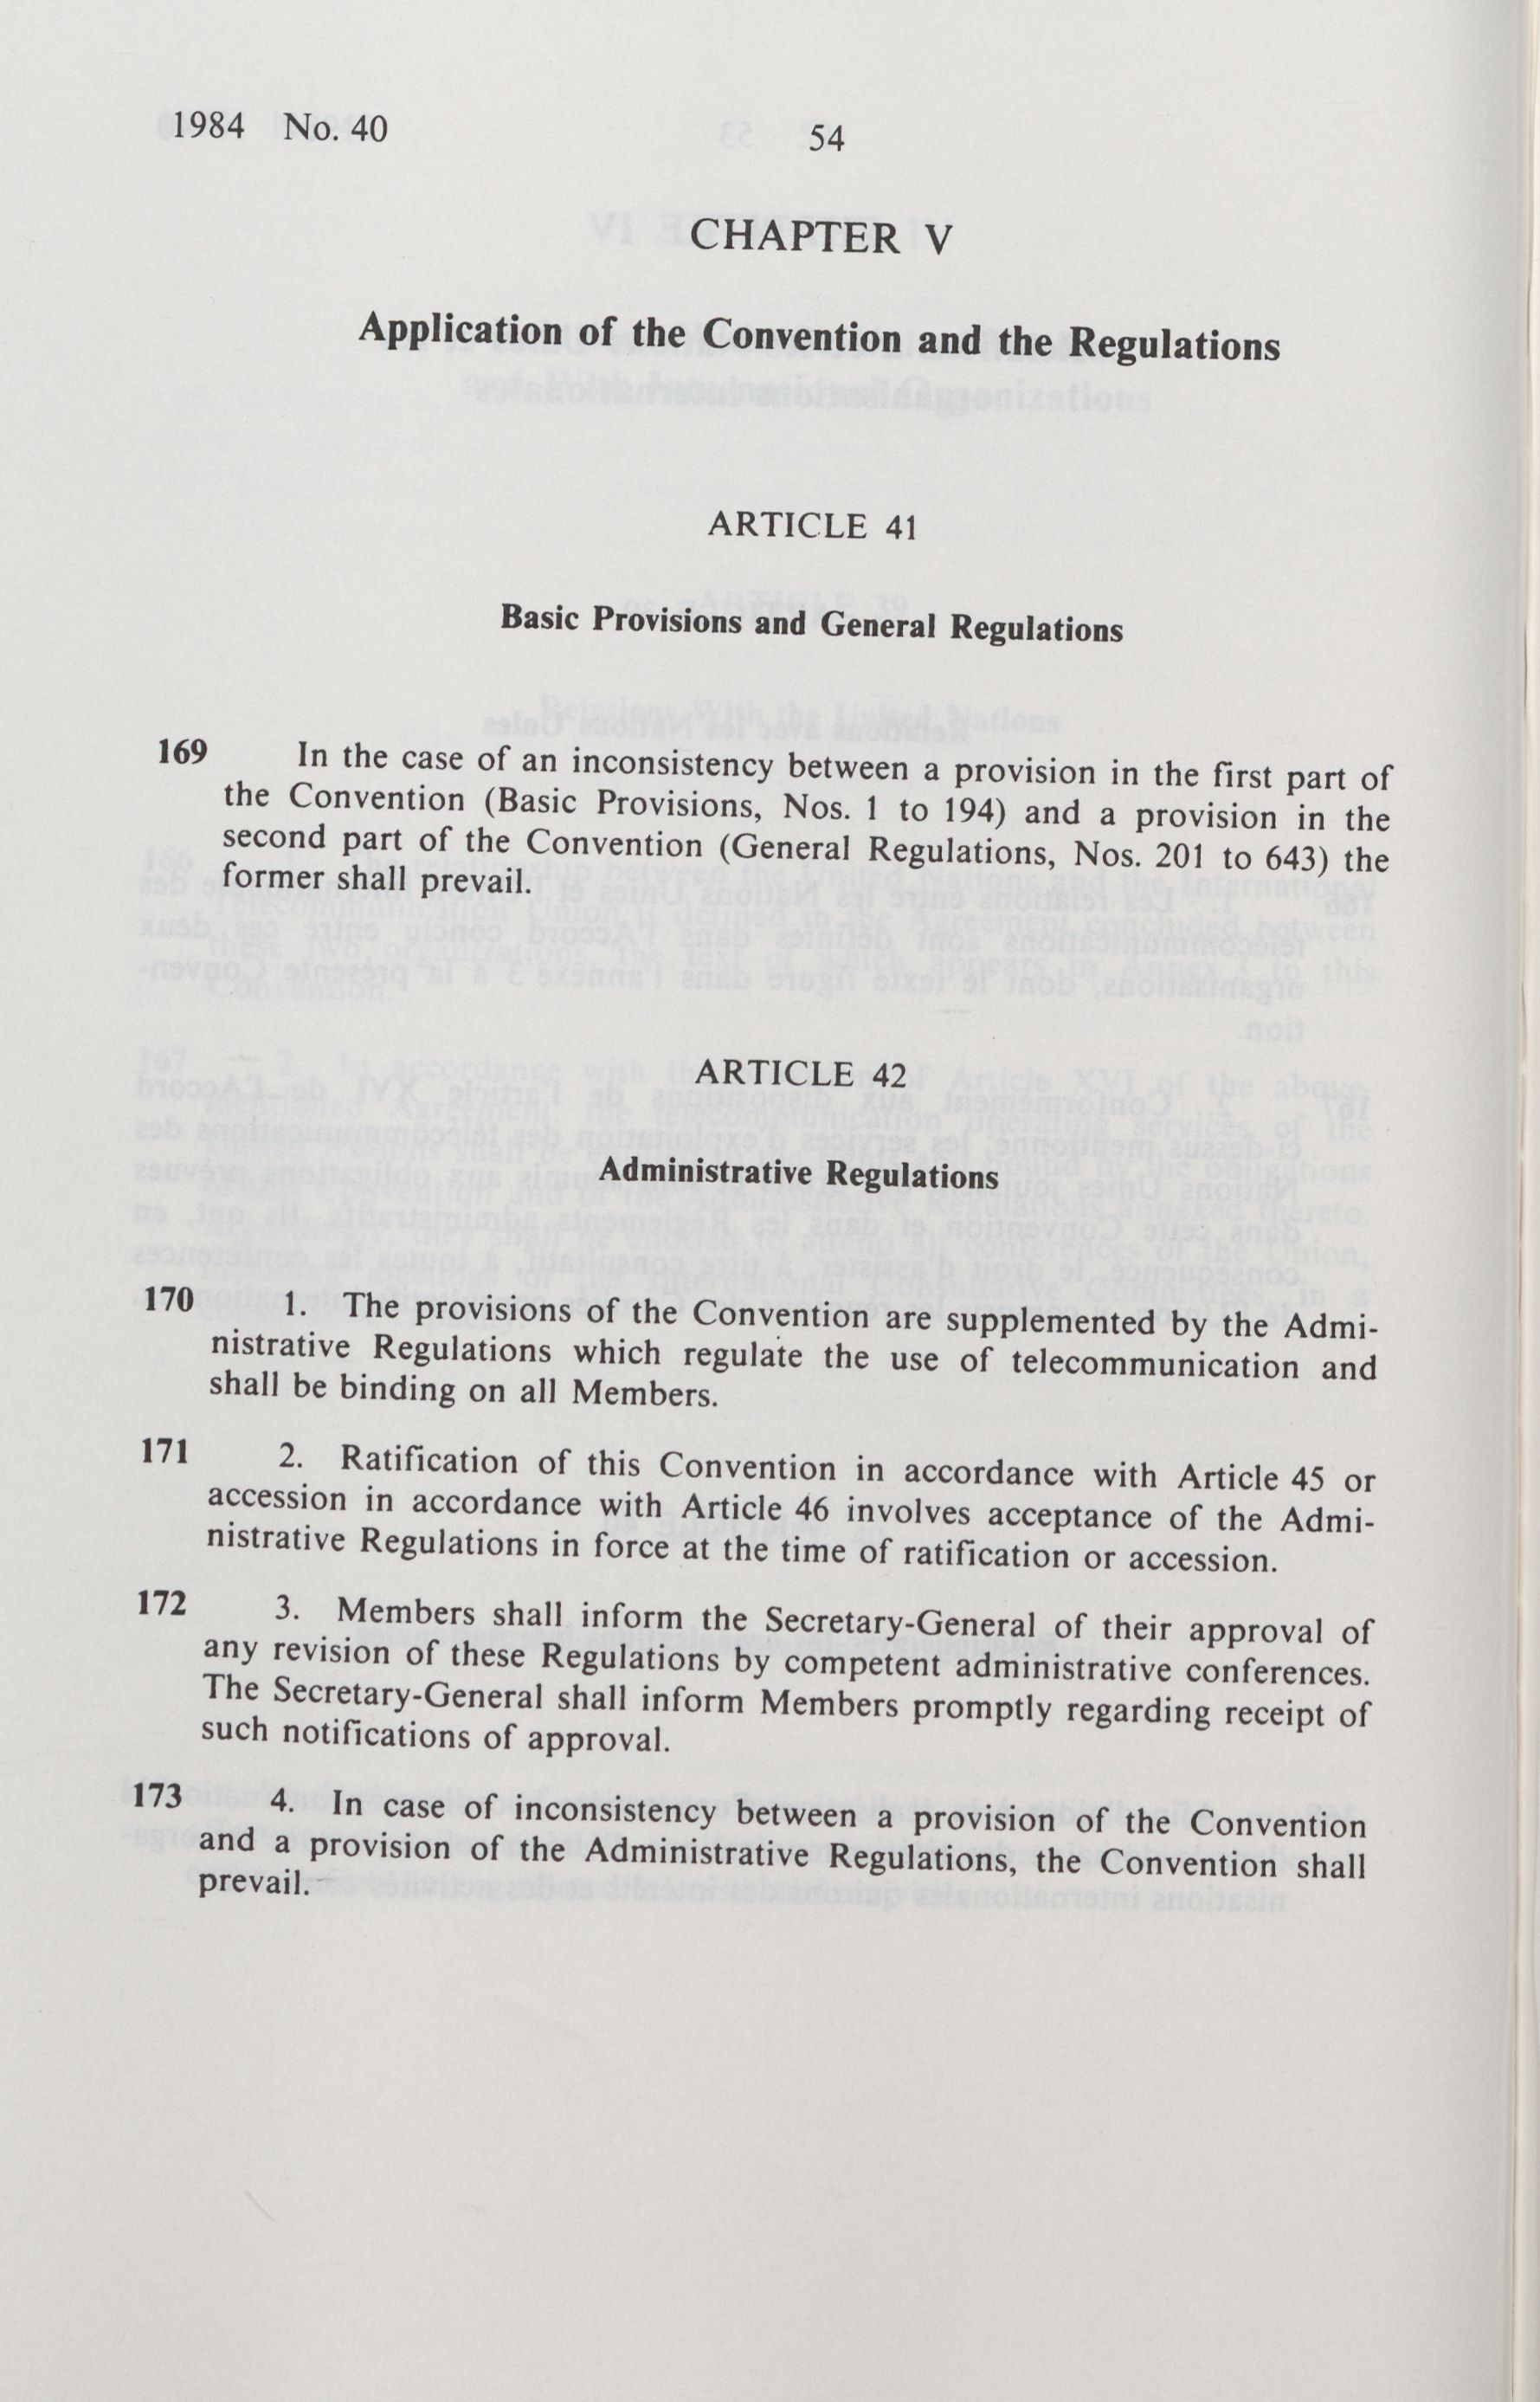 1984 No. 40
54
CHAPTER V
Application of the Convention and the Regulations
ARTICLE 41
Basic Provisions and General Regulations
169 In the case of an inconsistency between a provision in the first part of
the Convention (Basic Provisions, Nos. 1 to 194) and a provision in the
second part of the Convention (General Regulations, Nos. 201 to 643) the
former shall prevail.
ARTICLE 42
Administrative Regulations
170 1. The provisions of the Convention are supplemented by the Admi-
nistrative Regulations which regulate the use of telecommunication and
shall be binding on all Members.
171 2. Ratification of this Convention in accordance with Article 45 or
accession in accordance with Article 46 involves acceptance of the Admi-
nistrative Regulations in force at the time of ratification or accession.
172 3. Members shall inform the Secretary-General of their approval of
any revision of these Regulations by competent administrative conferences.
The Secretary-General shall inform Members promptly regarding receipt of
such notifications of approval.
173 4. In case of inconsistency between a provision of the Convention
and a provision of the Administrative Regulations, the Convention shall
prevail.